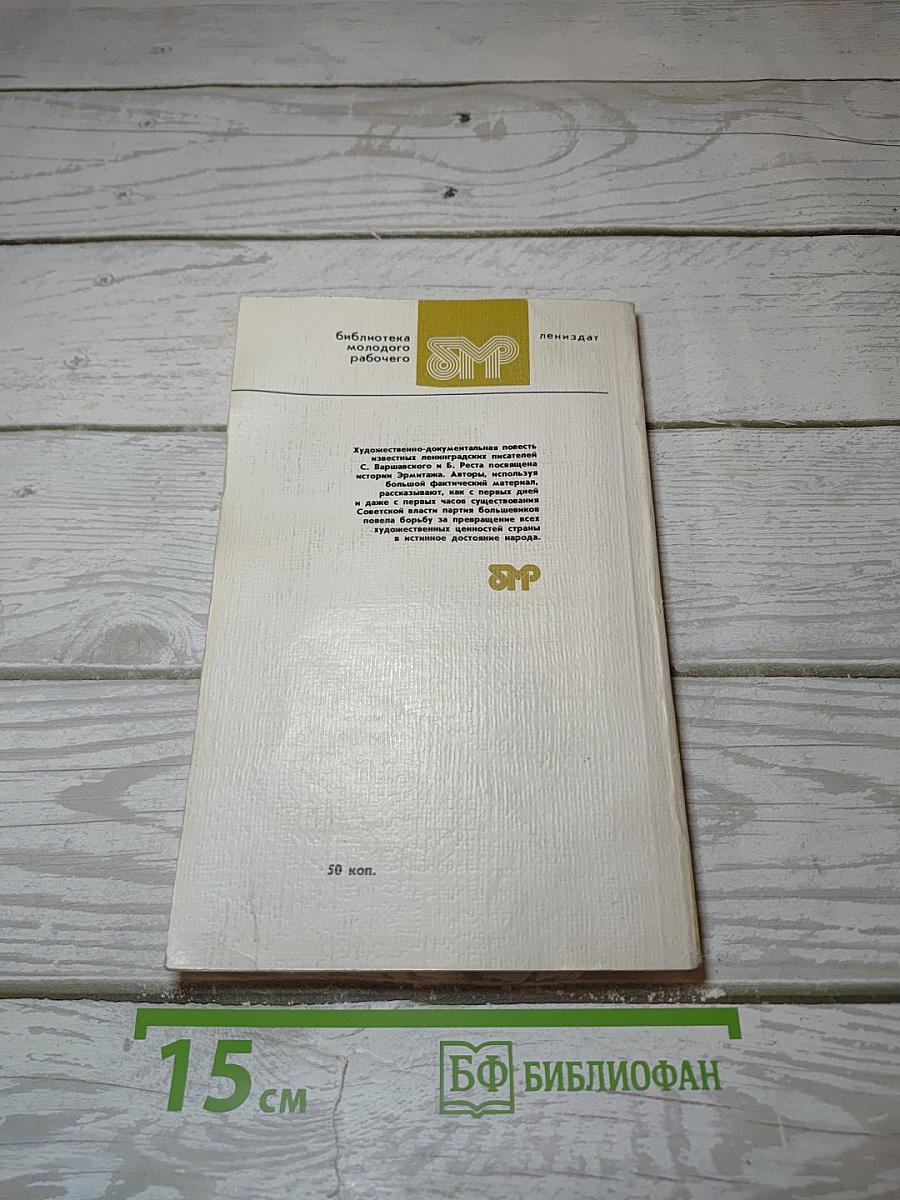 библиотека
молодого
рабочего
бмр
лениздат
Художественно-документальная повесть
известных ленинградских писателей
С. Варшавского и Б. Реста посвящена
истории Эрмитажа. Авторы, используя
большой фактический материал,
рассказывают, как с первых дней
и даже с первых часов существования
Советской власти партия большевиков
повела борьбу за превращение всех
художественных ценностей страны
в истинное достояние народа.
бмр
50 коп.
15 см
БФ БИБЛИОФАН